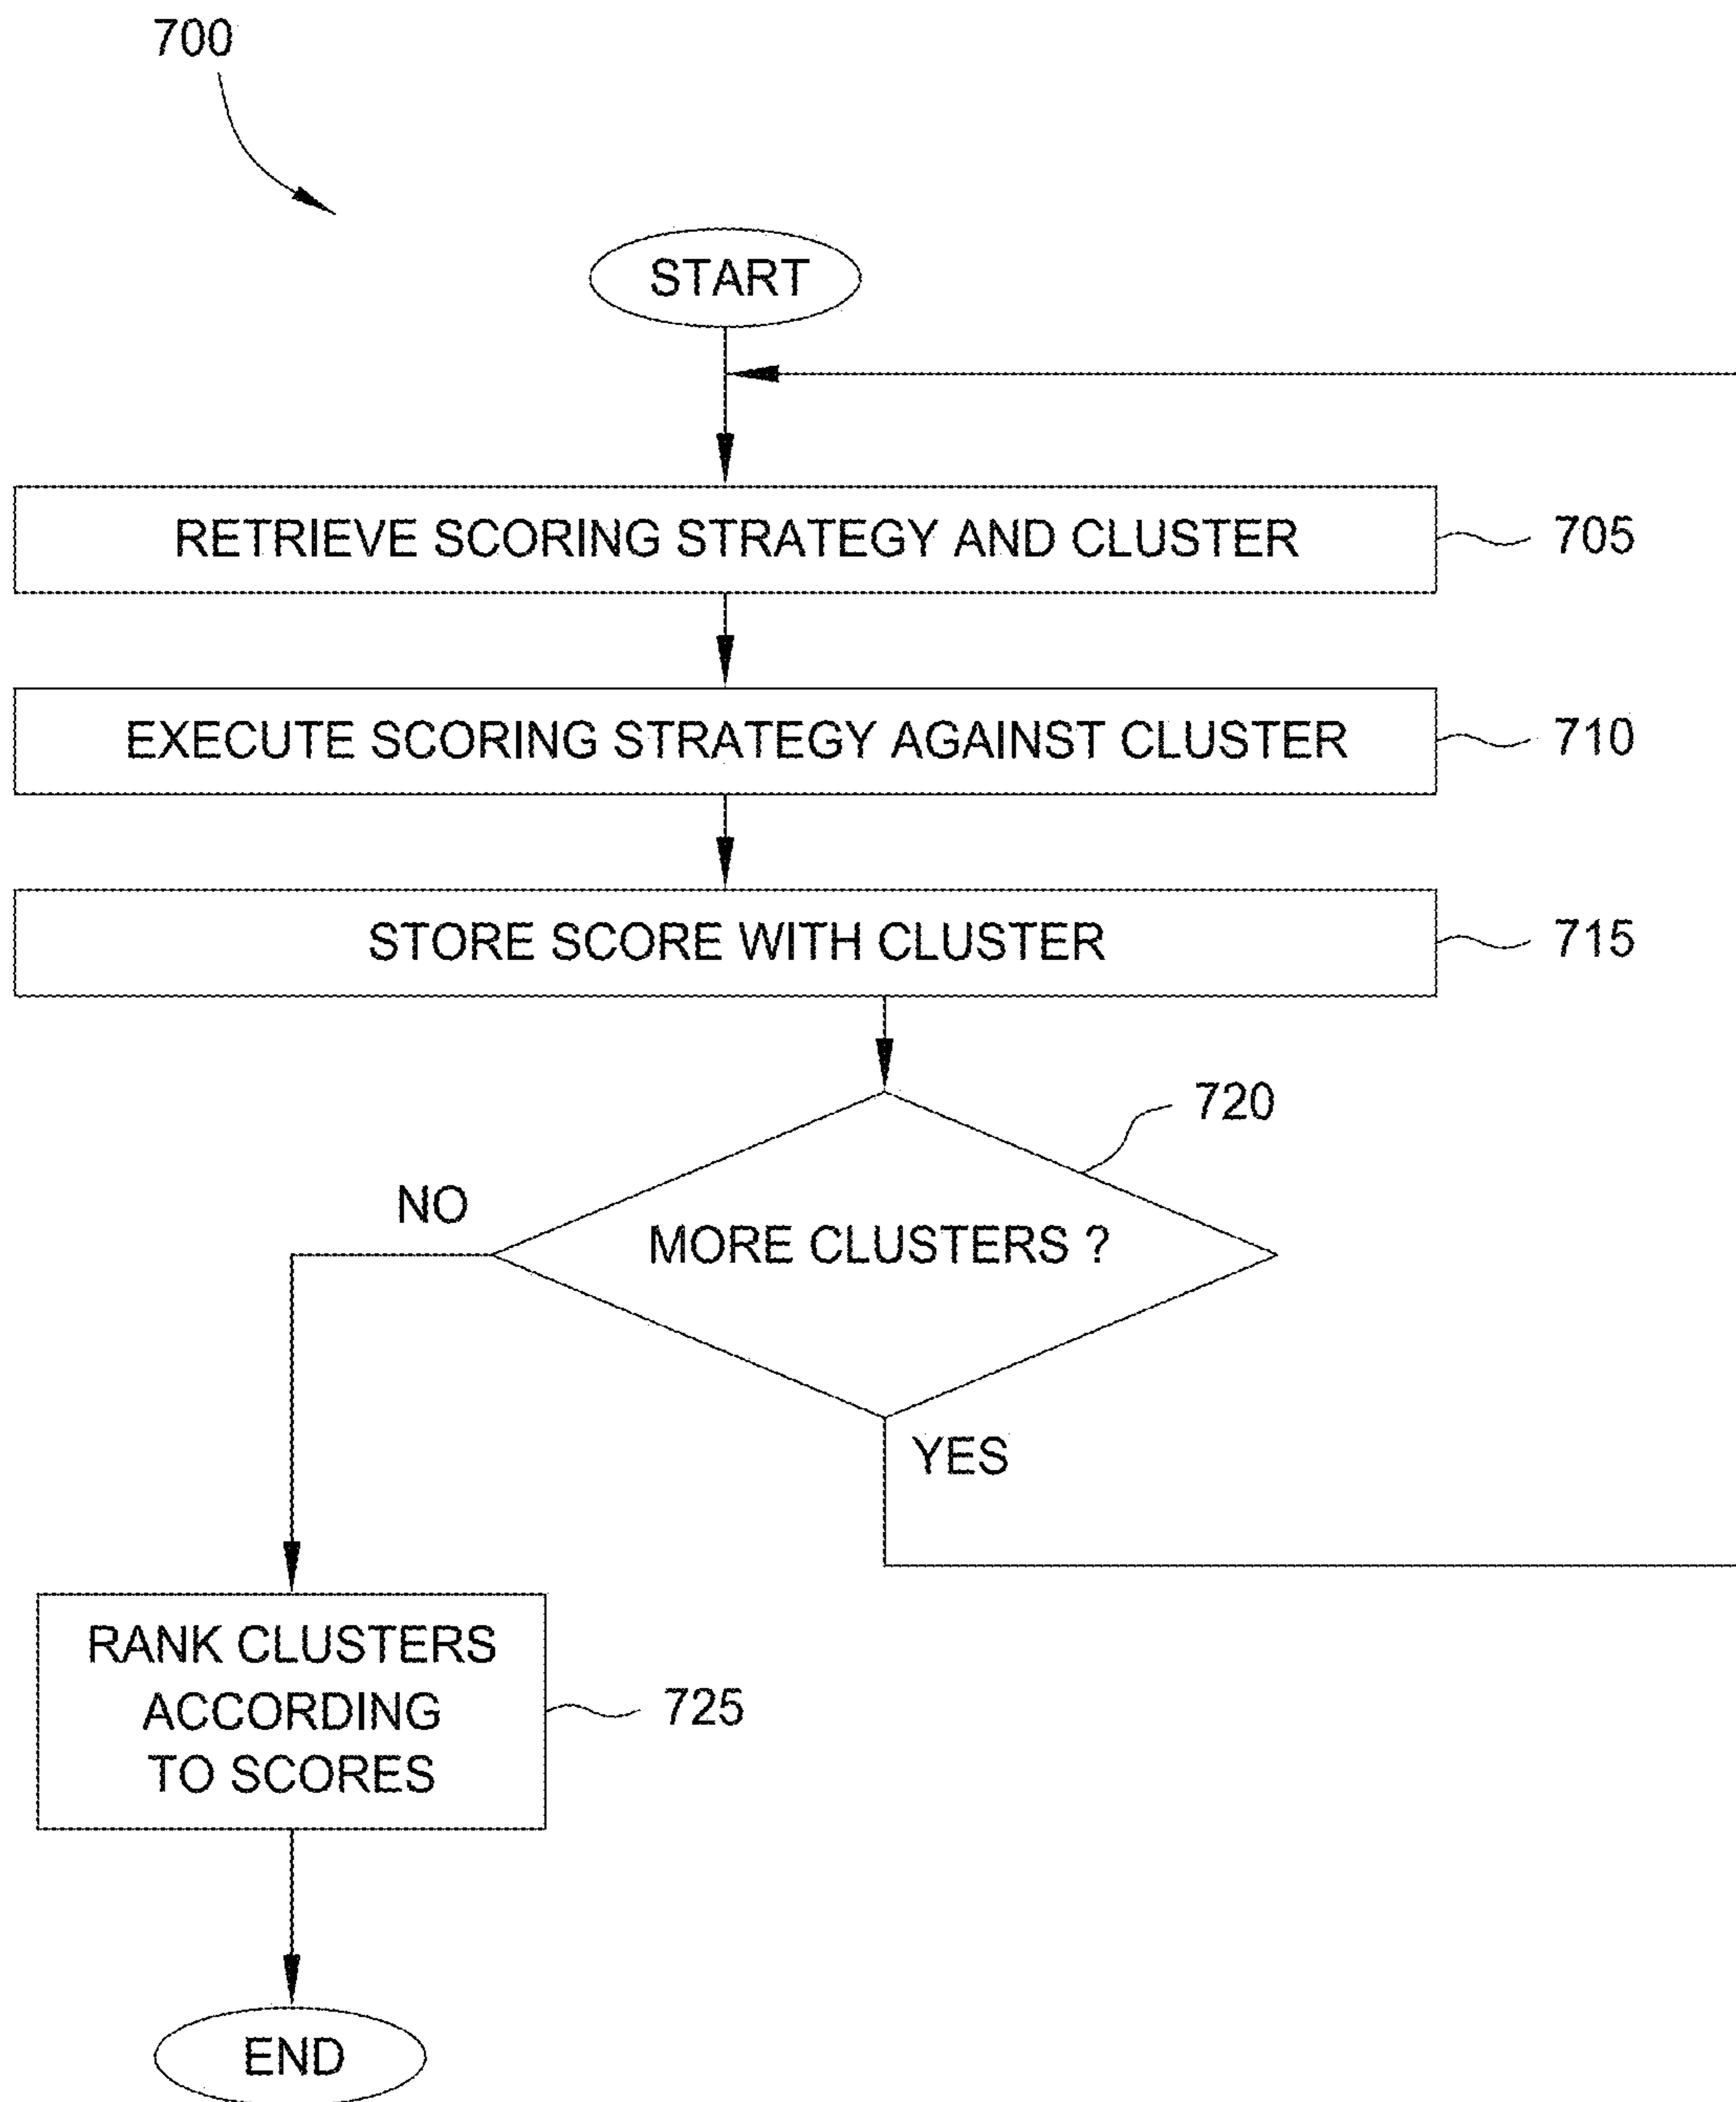 700
START
RETRIEVE SCORING STRATEGY AND CLUSTER
705
EXECUTE SCORING STRATEGY AGAINST CLUSTER
710
STORE SCORE WITH CLUSTER
715
720
NO
MORE CLUSTERS ?
YES
RANK CLUSTERS
ACCORDING
TO SCORES
725
END